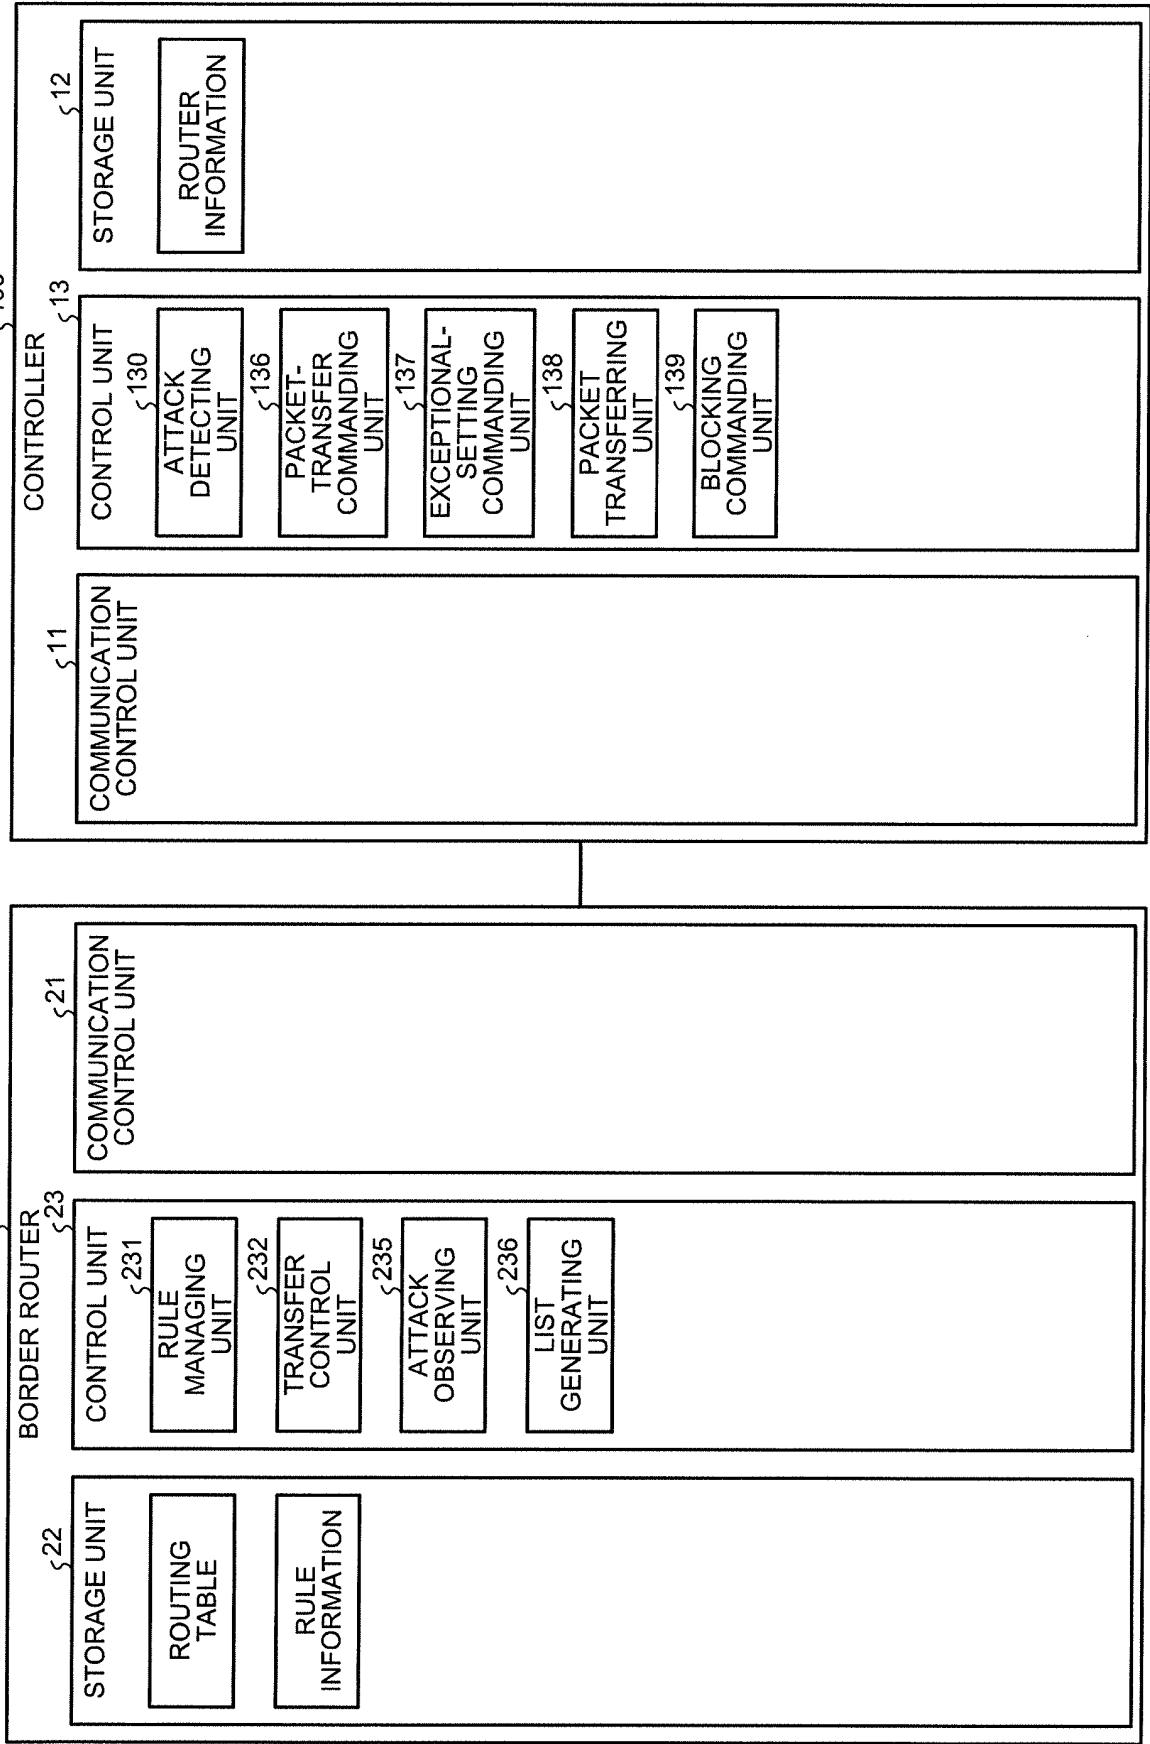 BORDER ROUTER
22
STORAGE UNIT
ROUTING
TABLE
RULE
INFORMATION
23
CONTROL UNIT
231
RULE
MANAGING
UNIT
232
TRANSFER
CONTROL
UNIT
235
ATTACK
OBSERVING
UNIT
236
LIST
GENERATING
UNIT
21
COMMUNICATION
CONTROL UNIT
CONTROLLER
11
COMMUNICATION
CONTROL UNIT
13
CONTROL UNIT
130
ATTACK
DETECTING
UNIT
136
PACKET-
TRANSFER
COMMANDING
UNIT
137
EXCEPTIONAL-
SETTING
COMMANDING
UNIT
138
PACKET
TRANSFERRING
UNIT
139
BLOCKING
COMMANDING
UNIT
12
STORAGE UNIT
ROUTER
INFORMATION